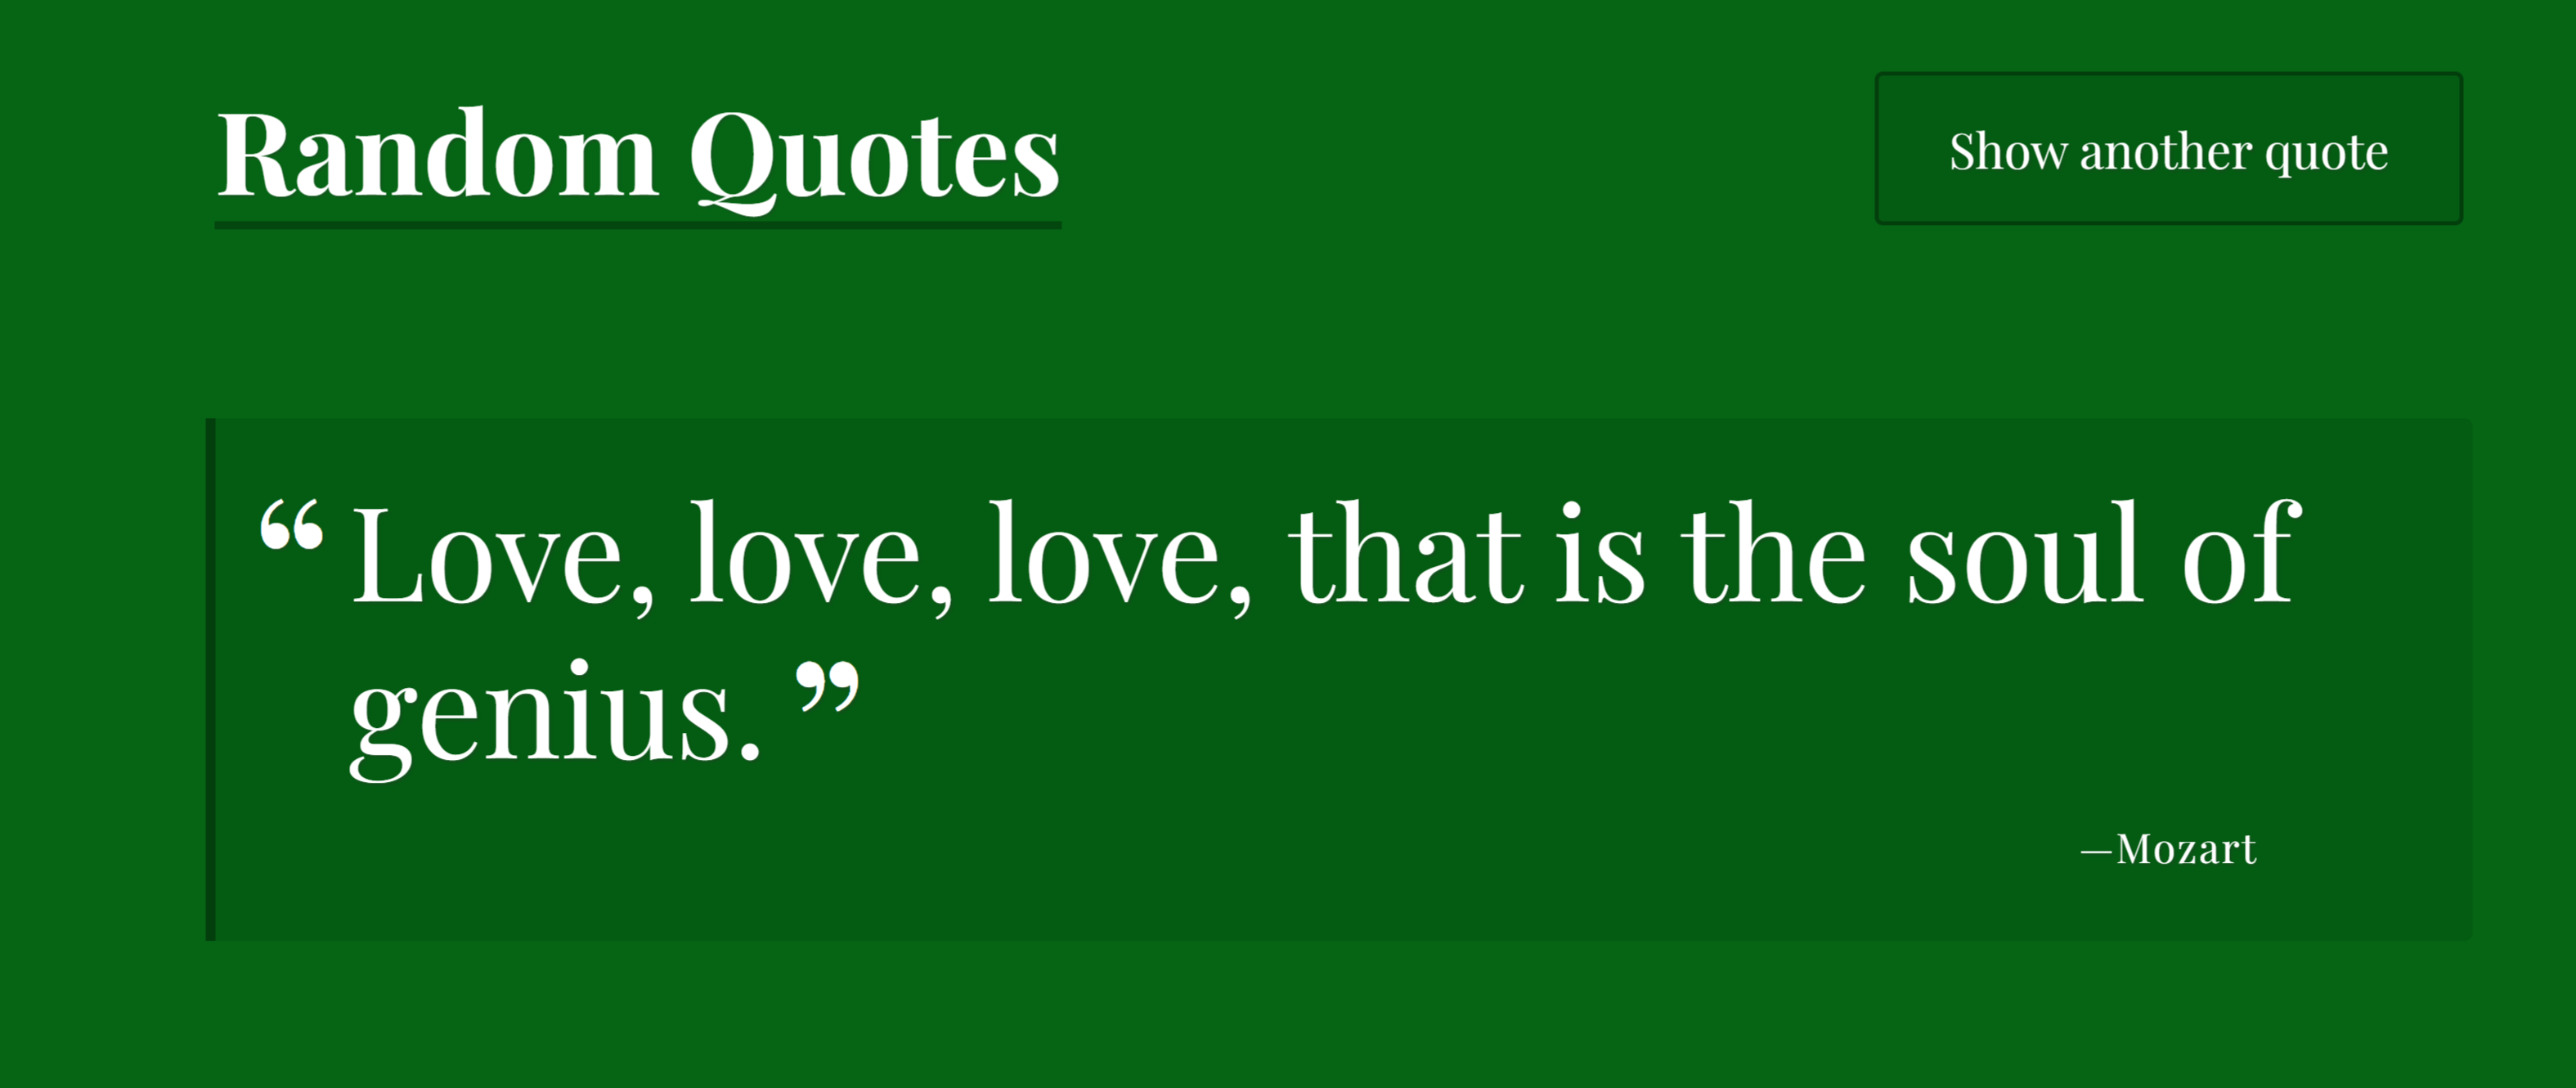 Random Quotes
Show another quote
“Love, love, love, that is the soul of
genius.”
—Mozart